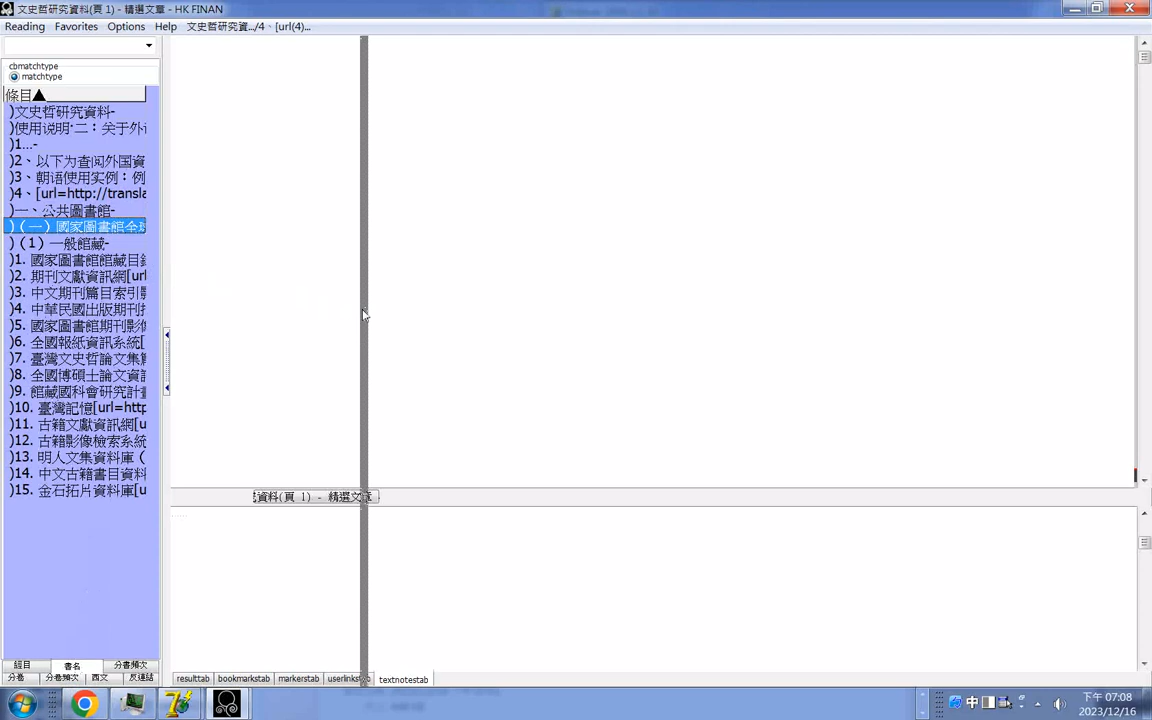 文史哲研究資料(頁 1) - 精選文章 - HK FINAN
Reading Favorites Options Help 文史哲研究資.../4、[url(4)...
cbmatchtype
matchtype
條目▲
)文史哲研究資料-
)使用说明·二：关于外
)1...-
)2、以下为查阅外国資
)3、朝语使用实例：例
)4、[url=http://transla
)一、公共圖書館-
)（一）國家圖書館全
)（1）一般館藏-
)1. 國家圖書館館藏目
)2. 期刊文獻資訊網[ur
)3. 中文期刊篇目索引
)4. 中華民國出版期刊
)5. 國家圖書館期刊影
)6. 全國報紙資訊系統[
)7. 臺灣文史哲論文集
)8. 全國博碩士論文資
)9. 館藏國科會研究計
)10. 臺灣記憶[url=http
)11. 古籍文獻資訊網[u
)12. 古籍影像檢索系統
)13. 明人文集資料庫（
)14. 中文古籍書目資料
)15. 金石拓片資料庫[u
資料(頁 1) - 精選文章 -
經目 書名 分書頻次
分卷 分卷頻次 西文 反連結
resulttab bookmarkstab markerstab userlinkstab textnotestab
中
下午 07:08
2023/12/16